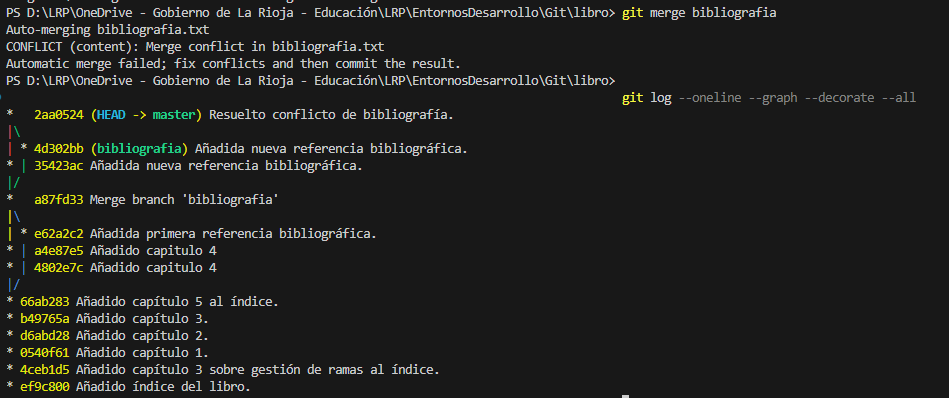 PS D:\LRP\OneDrive - Gobierno de La Rioja - Educación\LRP\EntornosDesarrollo\Git\libro> git merge bibliografia
Auto-merging bibliografia.txt
CONFLICT (content): Merge conflict in bibliografia.txt
Automatic merge failed; fix conflicts and then commit the result.
PS D:\LRP\OneDrive - Gobierno de La Rioja - Educación\LRP\EntornosDesarrollo\Git\libro>
git log --oneline --graph --decorate --all
*   2aa0524 (HEAD -> master) Resuelto conflicto de bibliografía.
|\
| * 4d302bb (bibliografia) Añadida nueva referencia bibliográfica.
* | 35423ac Añadida nueva referencia bibliográfica.
|/
*   a87fd33 Merge branch 'bibliografia'
|\
| * e62a2c2 Añadida primera referencia bibliográfica.
* | a4e87e5 Añadido capitulo 4
* | 4802e7c Añadido capitulo 4
|/
* 66ab283 Añadido capítulo 5 al índice.
* b49765a Añadido capítulo 3.
* d6abd28 Añadido capítulo 2.
* 0540f61 Añadido capítulo 1.
* 4ceb1d5 Añadido capítulo 3 sobre gestión de ramas al índice.
* ef9c800 Añadido índice del libro.